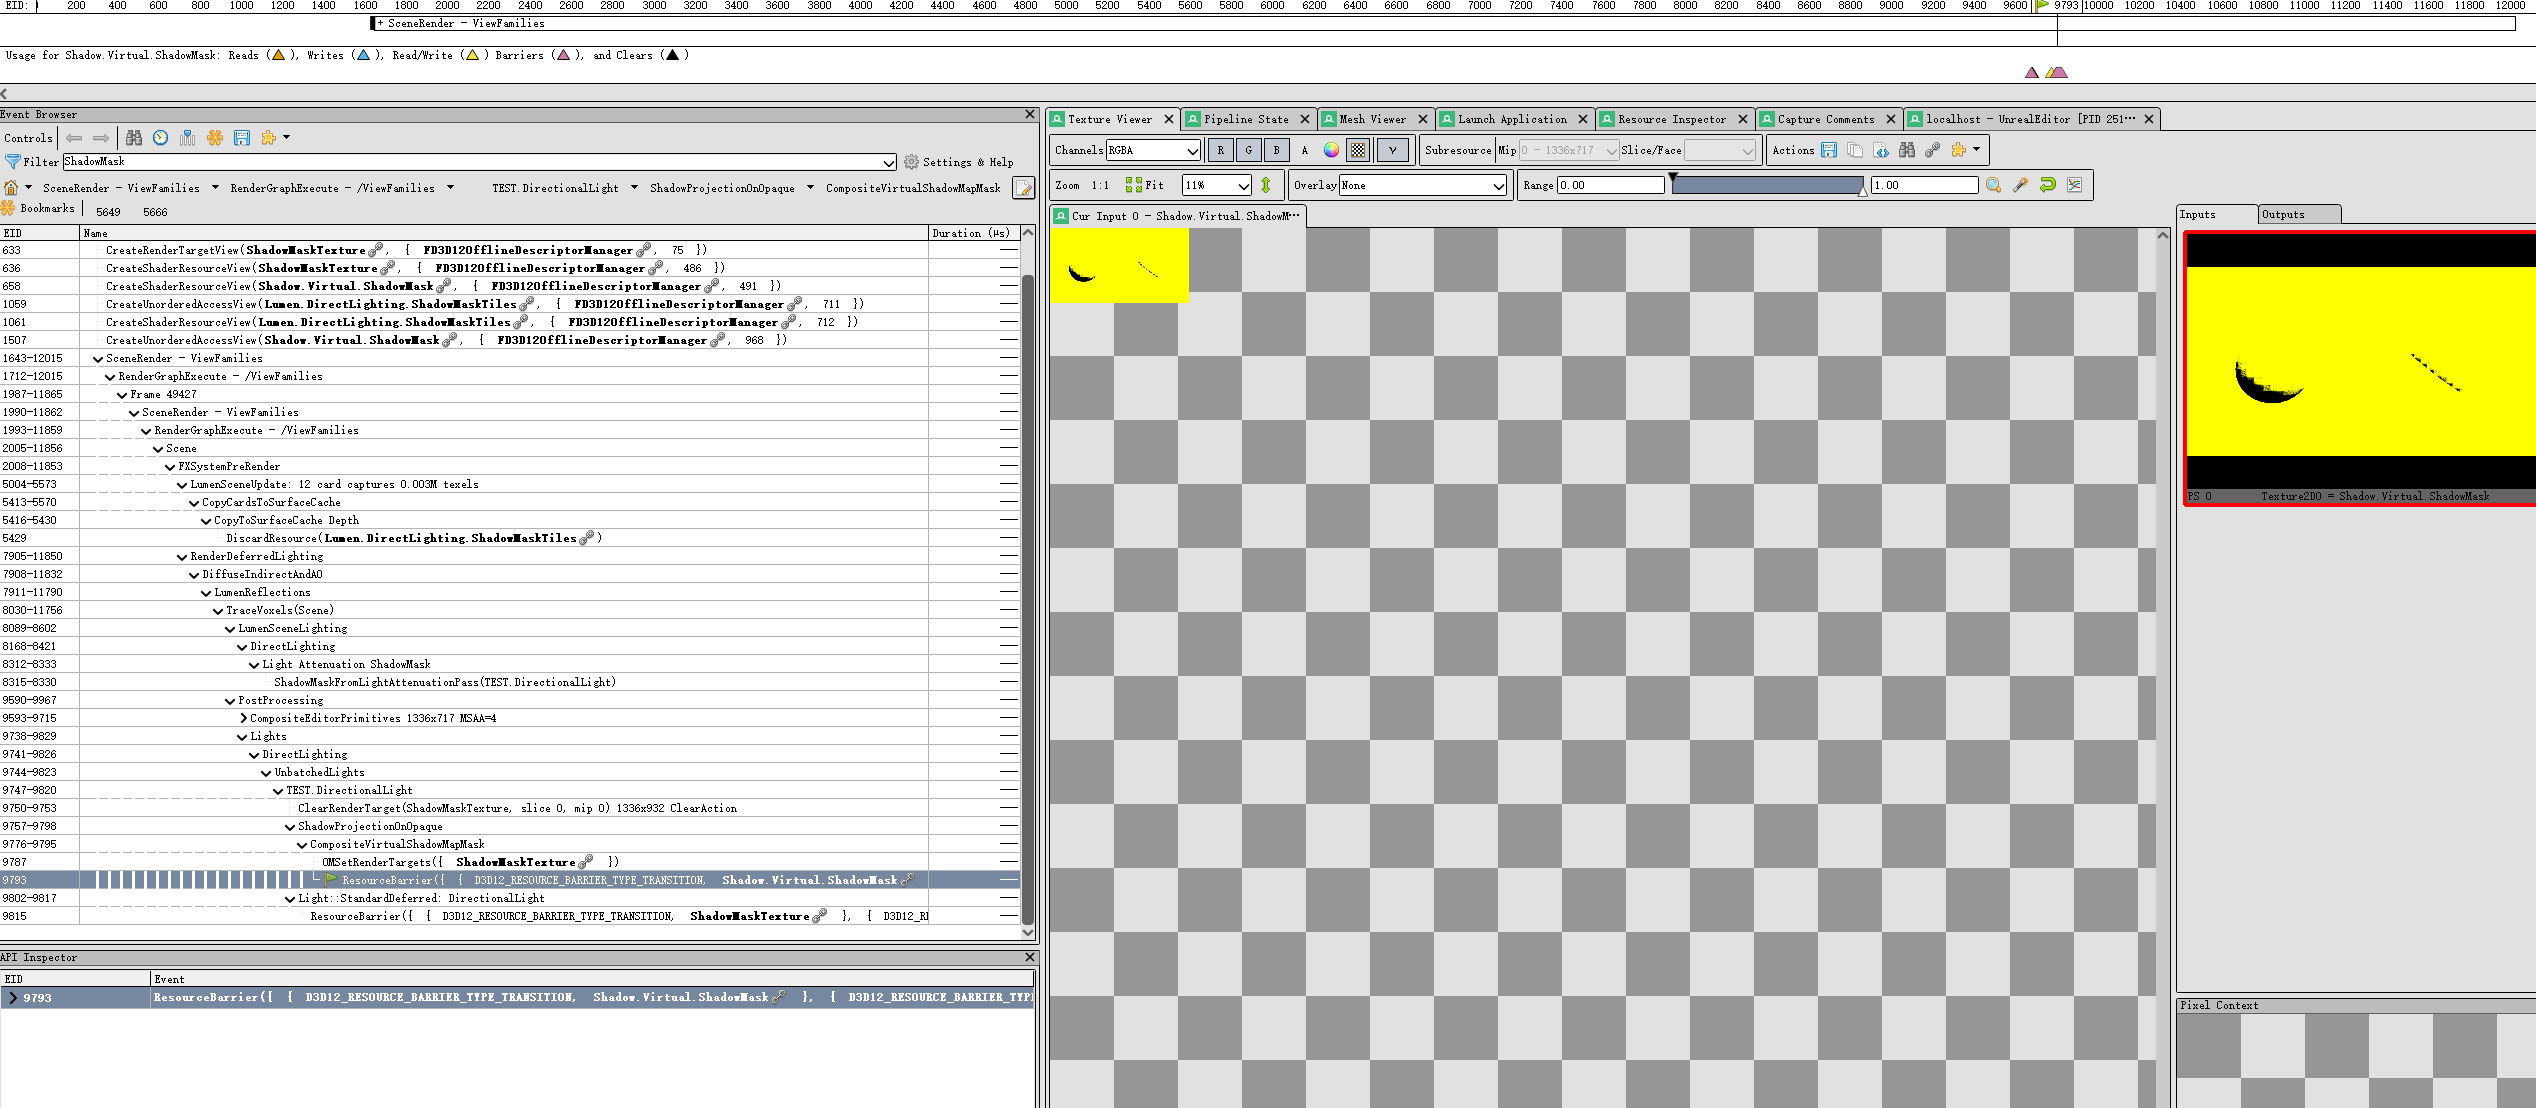 EID: 200 400 600 800 1000 1200 1400 1600 1800 2000 2200 2400 2600 2800 3000 3200 3400 3600 3800 4000 4200 4400 4600 4800 5000 5200 5400 5600 5800 6000 6200 6400 6600 6800 7000 7200 7400 7600 7800 8000 8200 8400 8600 8800 9000 9200 9400 9600 9793 10000 10200 10400 10600 10800 11000 11200 11400 11600 11800 12000
+ SceneRender - ViewFamilies
Usage for Shadow.Virtual.ShadowMask: Reads ( ), Writes ( ), Read/Write ( ) Barriers ( ), and Clears ( )
Event Browser
Controls
Filter ShadowMask Settings & Help
SceneRender - ViewFamilies RenderGraphExecute - /ViewFamilies TEST.DirectionalLight ShadowProjectionOnOpaque CompositeVirtualShadowMapMask
Bookmarks 5649 5666
EID Name Duration (µs)
633 CreateRenderTargetView(ShadowMaskTexture, { FD3D12OfflineDescriptorManager, 75 })
636 CreateShaderResourceView(ShadowMaskTexture, { FD3D12OfflineDescriptorManager, 486 })
658 CreateShaderResourceView(Shadow.Virtual.ShadowMask, { FD3D12OfflineDescriptorManager, 491 })
1059 CreateUnorderedAccessView(Lumen.DirectLighting.ShadowMaskTiles, { FD3D12OfflineDescriptorManager, 711 })
1061 CreateShaderResourceView(Lumen.DirectLighting.ShadowMaskTiles, { FD3D12OfflineDescriptorManager, 712 })
1507 CreateUnorderedAccessView(Shadow.Virtual.ShadowMask, { FD3D12OfflineDescriptorManager, 968 })
1643-12015 SceneRender - ViewFamilies
1712-12015 RenderGraphExecute - /ViewFamilies
1987-11865 Frame 49427
1990-11862 SceneRender - ViewFamilies
1993-11859 RenderGraphExecute - /ViewFamilies
2005-11856 Scene
2008-11853 FXSystemPreRender
5004-5573 LumenSceneUpdate: 12 card captures 0.003M texels
5413-5570 CopyCardsToSurfaceCache
5416-5430 CopyToSurfaceCache Depth
5429 DiscardResource(Lumen.DirectLighting.ShadowMaskTiles)
7905-11850 RenderDeferredLighting
7908-11832 DiffuseIndirectAndAO
7911-11790 LumenReflections
8030-11756 TraceVoxels(Scene)
8089-8602 LumenSceneLighting
8168-8421 DirectLighting
8312-8333 Light Attenuation ShadowMask
8315-8330 ShadowMaskFromLightAttenuationPass(TEST.DirectionalLight)
9590-9967 PostProcessing
9593-9715 CompositeEditorPrimitives 1336x717 MSAA=4
9738-9829 Lights
9741-9826 DirectLighting
9744-9823 UnbatchedLights
9747-9820 TEST.DirectionalLight
9750-9753 ClearRenderTarget(ShadowMaskTexture, slice 0, mip 0) 1336x932 ClearAction
9757-9798 ShadowProjectionOnOpaque
9776-9795 CompositeVirtualShadowMapMask
9787 OMSetRenderTargets({ ShadowMaskTexture })
9793 ResourceBarrier({ { D3D12_RESOURCE_BARRIER_TYPE_TRANSITION, Shadow.Virtual.ShadowMask
9802-9817 Light::StandardDeferred: DirectionalLight
9815 ResourceBarrier({ { D3D12_RESOURCE_BARRIER_TYPE_TRANSITION, ShadowMaskTexture }, { D3D12_R
API Inspector
EID Event
9793 ResourceBarrier({ { D3D12_RESOURCE_BARRIER_TYPE_TRANSITION, Shadow.Virtual.ShadowMask }, { D3D12_RESOURCE_BARRIER_TYP
Texture Viewer Pipeline State Mesh Viewer Launch Application Resource Inspector Capture Comments localhost - UnrealEditor [PID 251...
Channels RGBA R G B A γ Subresource Mip 0 - 1336x717 Slice/Face Actions
Zoom 1:1 Fit 11% Overlay None Range 0.00 1.00
Cur Input 0 - Shadow.Virtual.ShadowM...
Inputs Outputs
PS 0 Texture2D0 = Shadow.Virtual.ShadowMask
Pixel Context